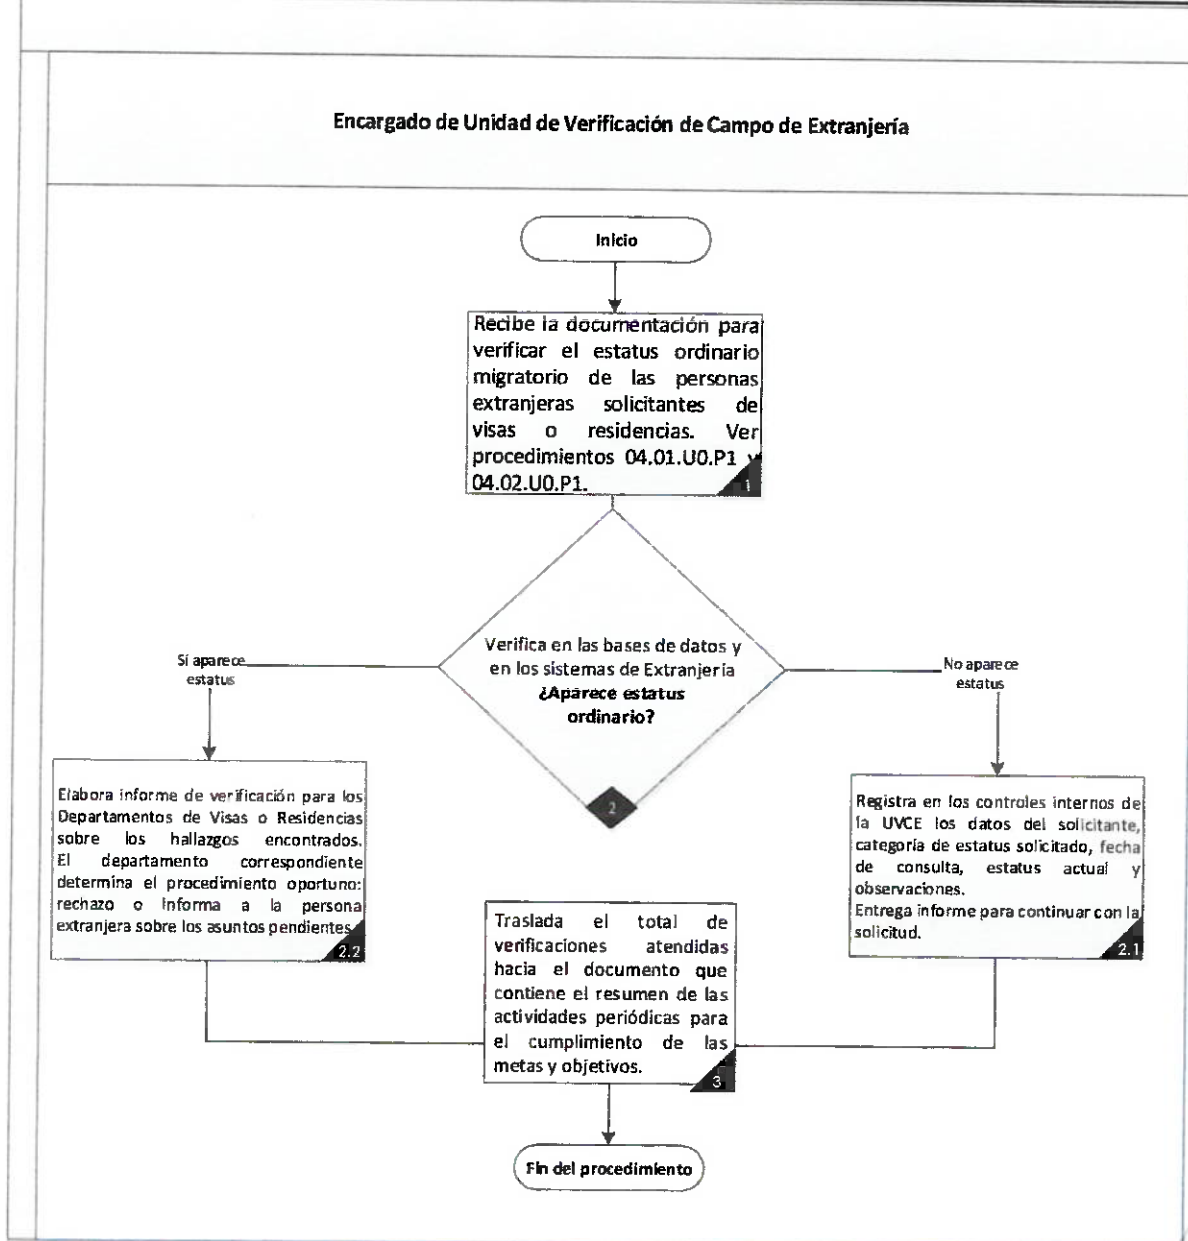 Encargado de Unidad de Verificación de Campo de Extranjería
Inicio
Recibe la documentación para
verificar el estatus ordinario
migratorio de las personas
extranjeras solicitantes de
visas o residencias. Ver
procedimientos 04.01.U0.P1 y
04.02.U0.P1.
1
Verifica en las bases de datos y
en los sistemas de Extranjería
¿Aparece estatus
ordinario?
2
Sí aparece
estatus
No aparece
estatus
Elabora informe de verificación para los
Departamentos de Visas o Residencias
sobre los hallazgos encontrados.
El departamento correspondiente
determina el procedimiento oportuno:
rechazo o Informa a la persona
extranjera sobre los asuntos pendientes.
2.2
Registra en los controles internos de
la UVCE los datos del solicitante,
categoría de estatus solicitado, fecha
de consulta, estatus actual y
observaciones.
Entrega informe para continuar con la
solicitud.
2.1
Traslada el total de
verificaciones atendidas
hacia el documento que
contiene el resumen de las
actividades periódicas para
el cumplimiento de las
metas y objetivos.
3
Fin del procedimiento